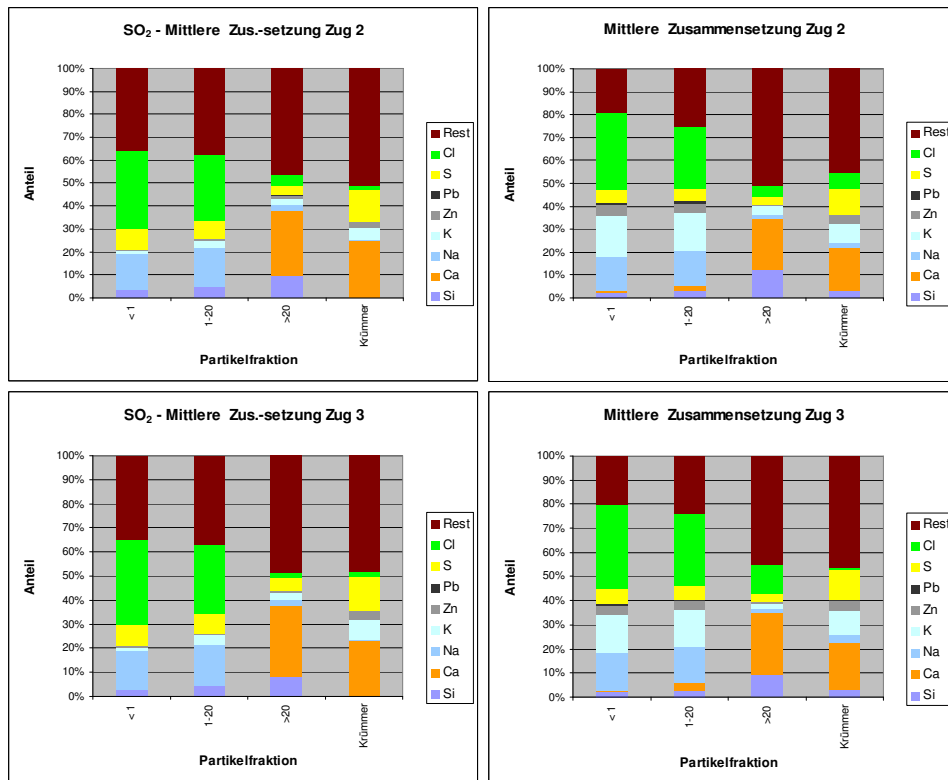 SO₂ - Mittlere Zus.-setzung Zug 2
100%
90%
80%
70%
60%
50%
40%
30%
20%
10%
0%
Anteil
< 1
1-20
>20
Krümmer
Partikelfraktion
Rest
Cl
S
Pb
Zn
K
Na
Ca
Si
Mittlere Zusammensetzung Zug 2
100%
90%
80%
70%
60%
50%
40%
30%
20%
10%
0%
Anteil
< 1
1-20
>20
Krümmer
Partikelfraktion
Rest
Cl
S
Pb
Zn
K
Na
Ca
Si
SO₂ - Mittlere Zus.-setzung Zug 3
100%
90%
80%
70%
60%
50%
40%
30%
20%
10%
0%
Anteil
< 1
1-20
>20
Krümmer
Partikelfraktion
Rest
Cl
S
Pb
Zn
K
Na
Ca
Si
Mittlere Zusammensetzung Zug 3
100%
90%
80%
70%
60%
50%
40%
30%
20%
10%
0%
Anteil
< 1
1-20
>20
Krümmer
Partikelfraktion
Rest
Cl
S
Pb
Zn
K
Na
Ca
Si